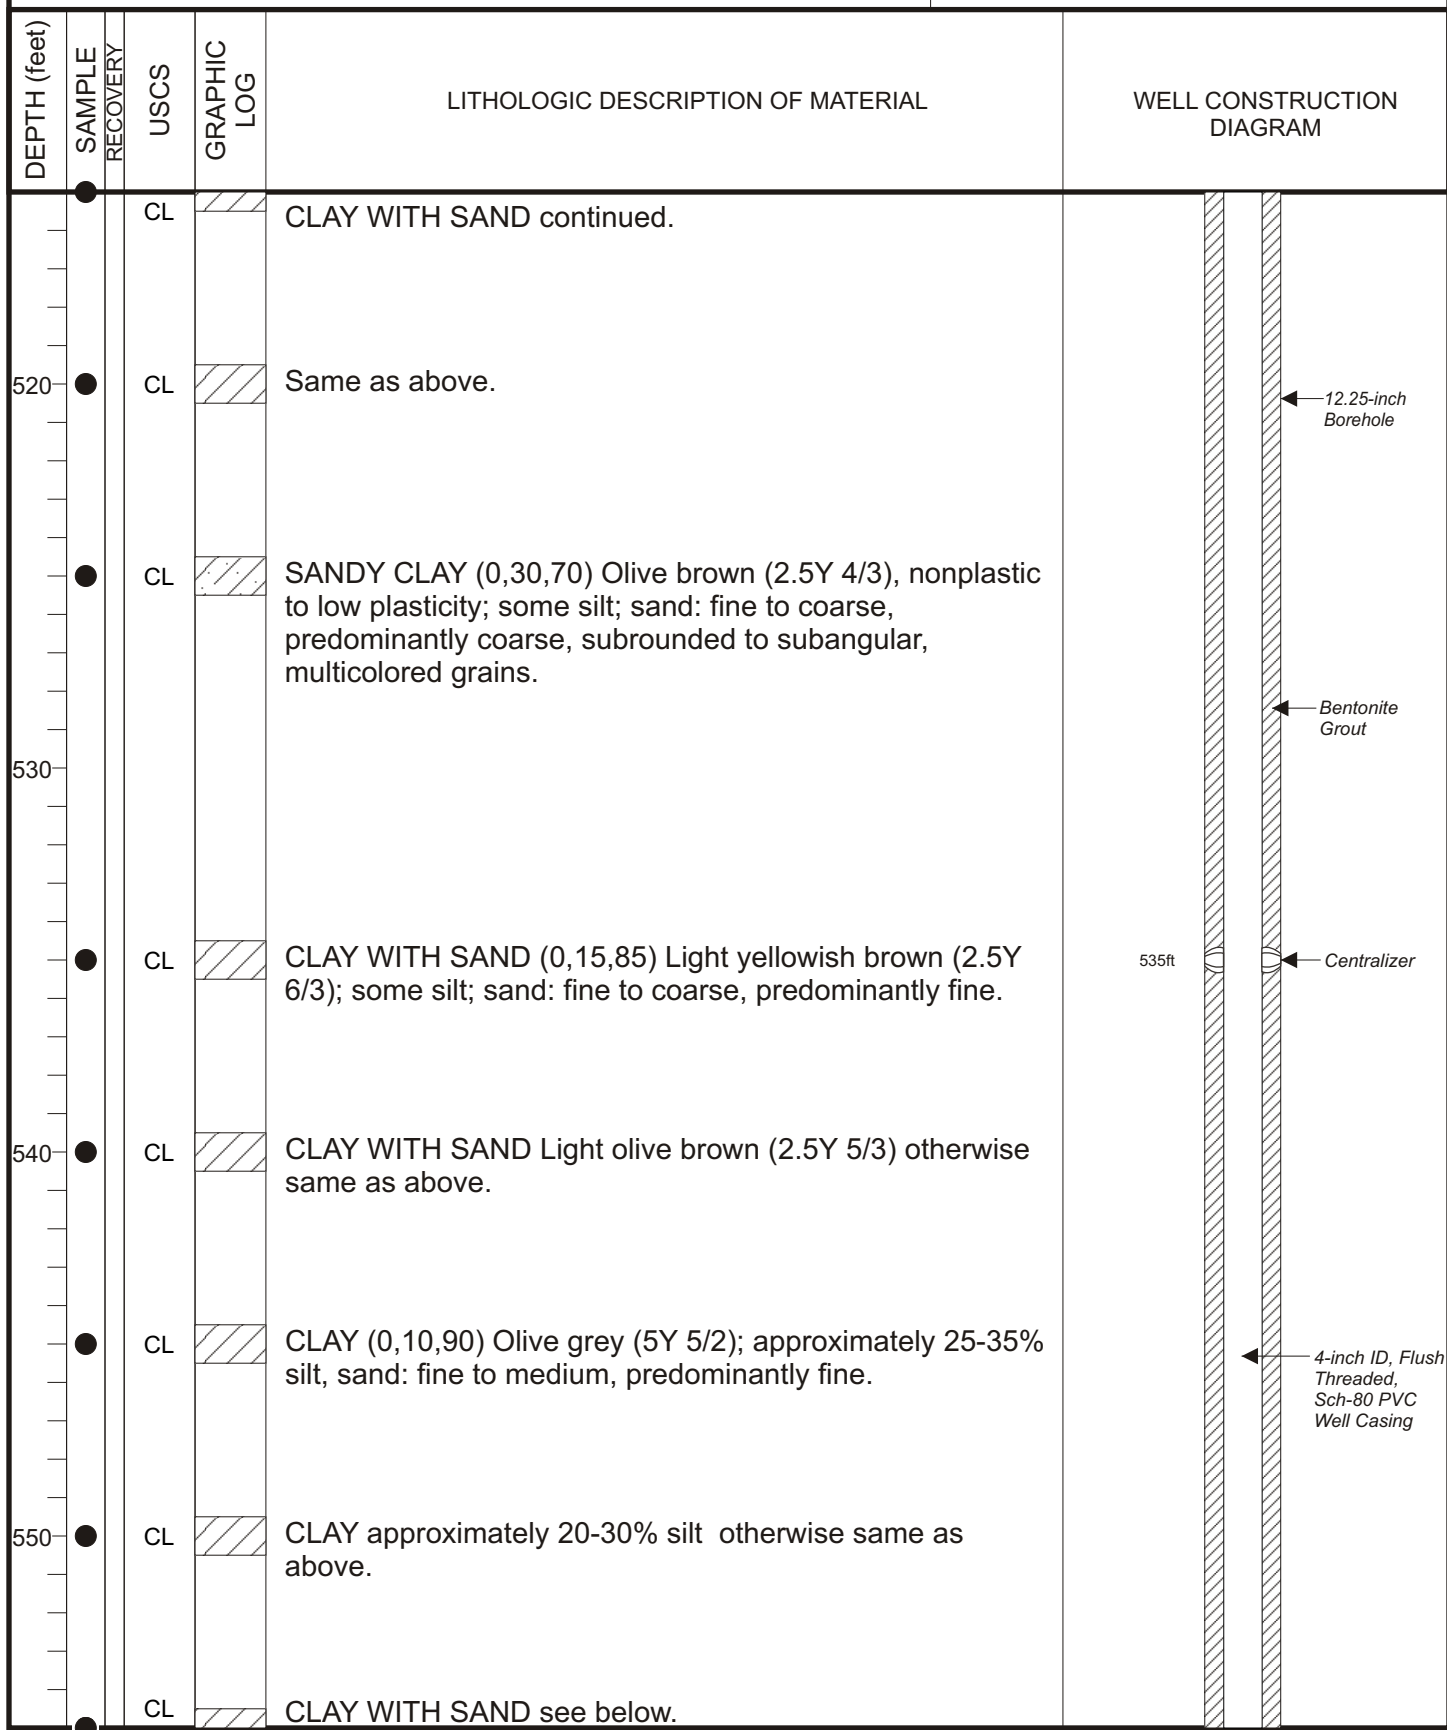 DEPTH (feet)
SAMPLE
RECOVERY
USCS
GRAPHIC
LOG
LITHOLOGIC DESCRIPTION OF MATERIAL
WELL CONSTRUCTION
DIAGRAM
CL
CLAY WITH SAND continued.
520
CL
Same as above.
12.25-inch
Borehole
CL
SANDY CLAY (0,30,70) Olive brown (2.5Y 4/3), nonplastic
to low plasticity; some silt; sand: fine to coarse,
predominantly coarse, subrounded to subangular,
multicolored grains.
Bentonite
Grout
530
CL
CLAY WITH SAND (0,15,85) Light yellowish brown (2.5Y
6/3); some silt; sand: fine to coarse, predominantly fine.
535ft
Centralizer
540
CL
CLAY WITH SAND Light olive brown (2.5Y 5/3) otherwise
same as above.
CL
CLAY (0,10,90) Olive grey (5Y 5/2); approximately 25-35%
silt, sand: fine to medium, predominantly fine.
4-inch ID, Flush
Threaded,
Sch-80 PVC
Well Casing
550
CL
CLAY approximately 20-30% silt  otherwise same as
above.
CL
CLAY WITH SAND see below.